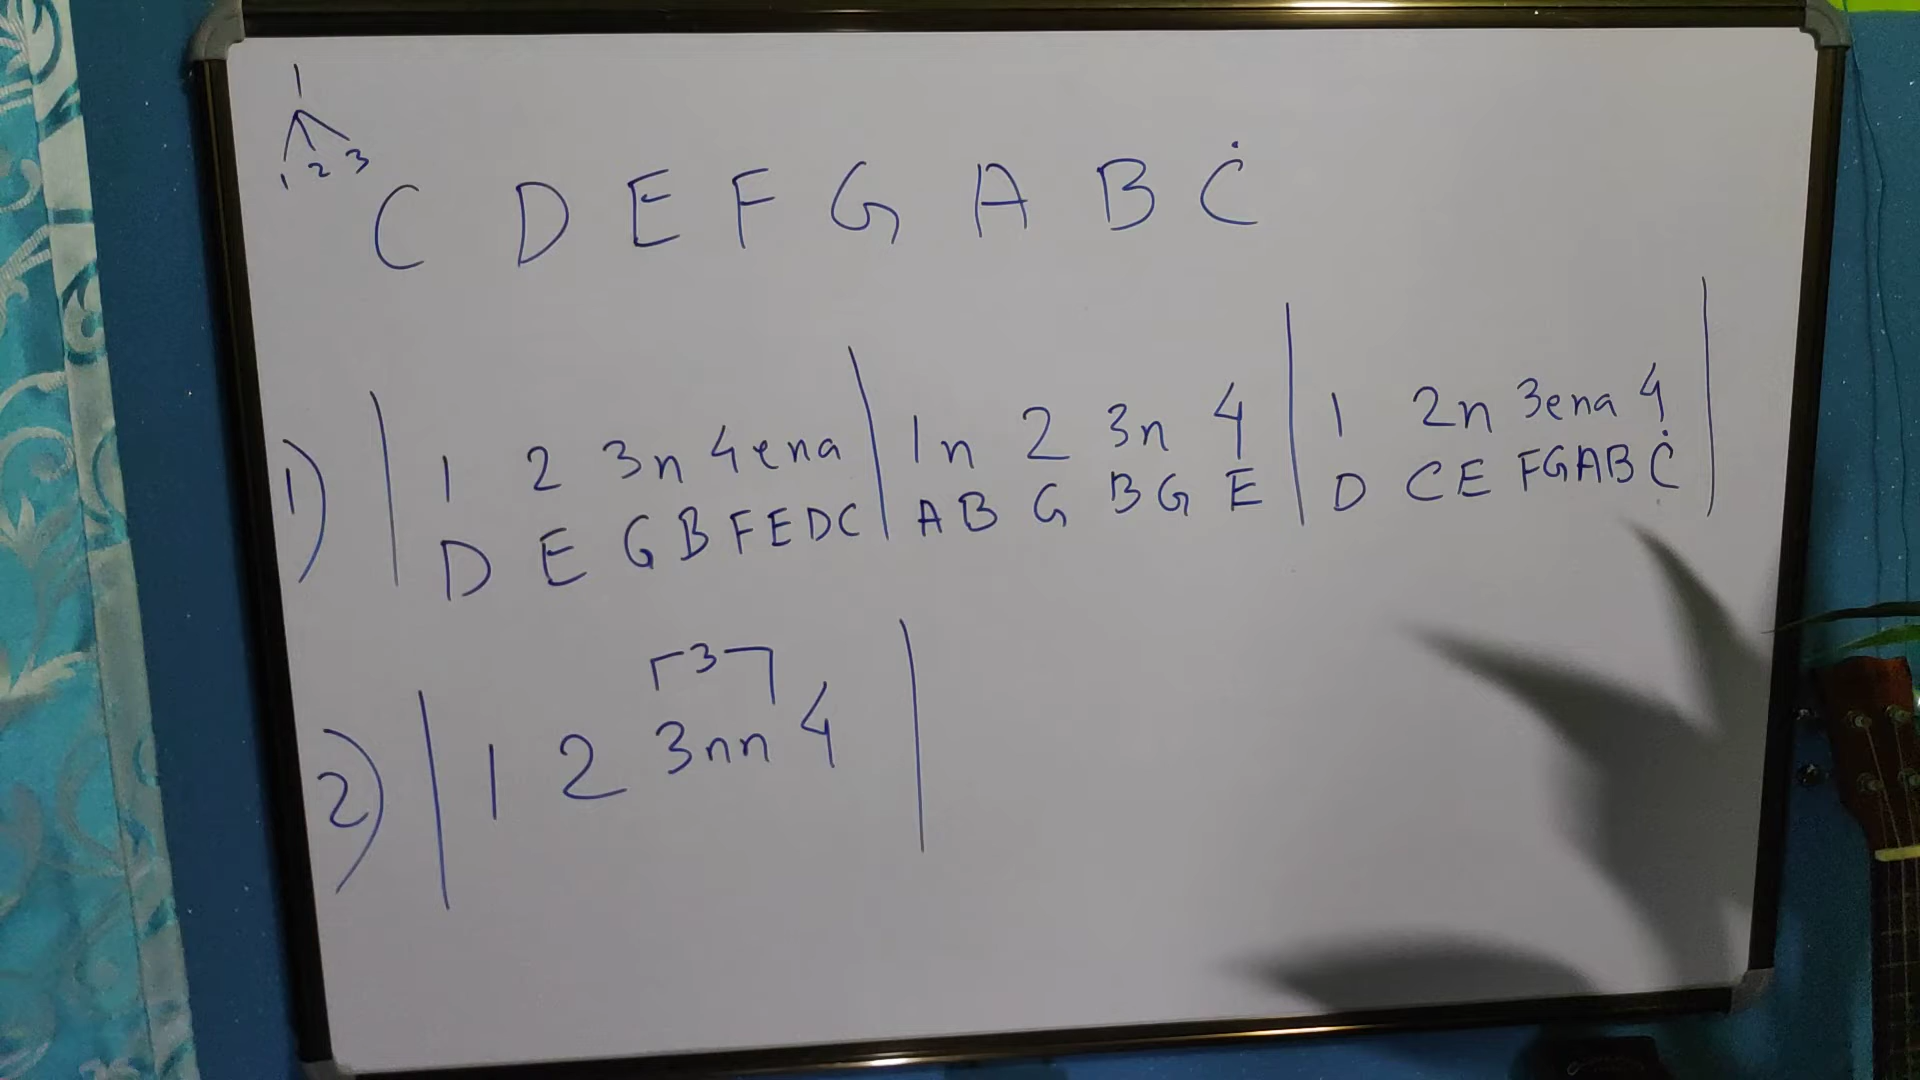 1
1 2 3
C D E F G A B Ċ
1) | 1 2 3n 4ena | 1n 2 3n 4 | 1 2n 3ena 4 |
D E G B F E D C | A B G B G E | D C E F G A B Ċ |
3
2) | 1 2 3nn 4 |